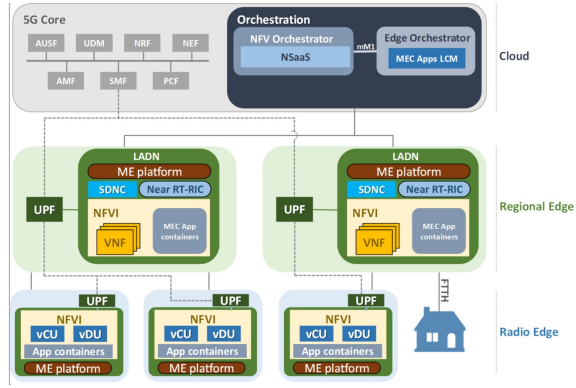 5G Core
AUSF
UDM
NRF
NEF
AMF
SMF
PCF
Orchestration
NFV Orchestrator
NSaaS
mM1
Edge Orchestrator
MEC Apps LCM
Cloud
LADN
ME platform
SDNC
Near RT-RIC
UPF
NFVI
VNF
MEC App
containers
LADN
ME platform
SDNC
Near RT-RIC
UPF
NFVI
VNF
MEC App
containers
Regional Edge
UPF
NFVI
vCU
vDU
App containers
ME platform
UPF
NFVI
vCU
vDU
App containers
ME platform
UPF
NFVI
vCU
vDU
App containers
ME platform
FTTH
Radio Edge